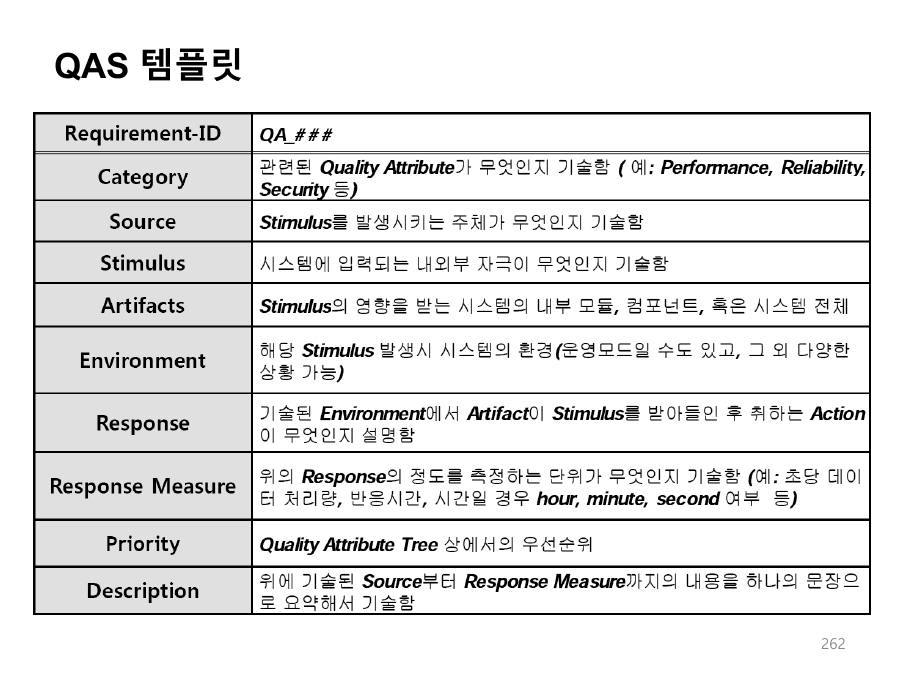 QAS 템플릿
Requirement-ID
QA_###
Category
관련된 Quality Attribute가 무엇인지 기술함 ( 예: Performance, Reliability,
Security 등)
Source
Stimulus를 발생시키는 주체가 무엇인지 기술함
Stimulus
시스템에 입력되는 내외부 자극이 무엇인지 기술함
Artifacts
Stimulus의 영향을 받는 시스템의 내부 모듈, 컴포넌트, 혹은 시스템 전체
Environment
해당 Stimulus 발생시 시스템의 환경(운영모드일 수도 있고, 그 외 다양한
상황 가능)
Response
기술된 Environment에서 Artifact이 Stimulus를 받아들인 후 취하는 Action
이 무엇인지 설명함
Response Measure
위의 Response의 정도를 측정하는 단위가 무엇인지 기술함 (예: 초당 데이
터 처리량, 반응시간, 시간일 경우 hour, minute, second 여부 등)
Priority
Quality Attribute Tree 상에서의 우선순위
Description
위에 기술된 Source부터 Response Measure까지의 내용을 하나의 문장으
로 요약해서 기술함
262